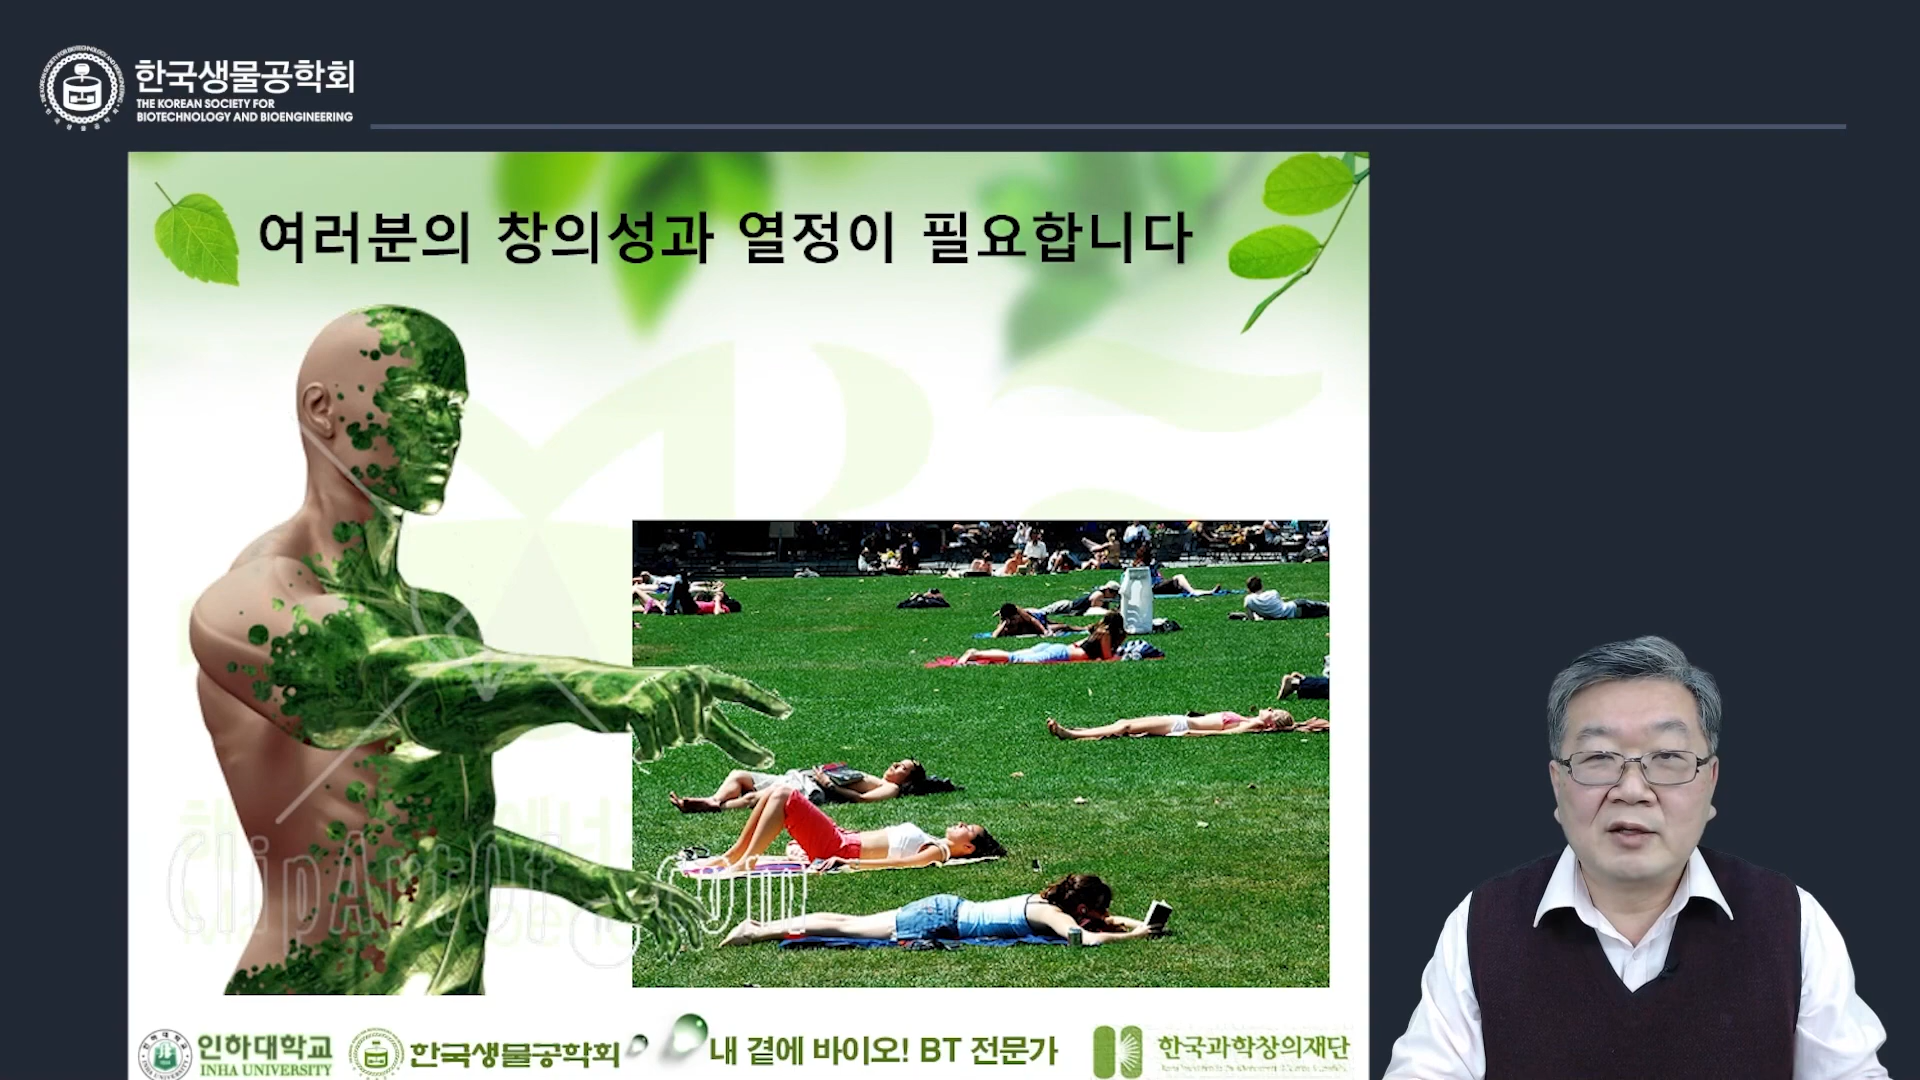 한국생물공학회
THE KOREAN SOCIETY FOR
BIOTECHNOLOGY AND BIOENGINEERING
여러분의 창의성과 열정이 필요합니다
ClipArtOf.com
인하대학교
INHA UNIVERSITY
한국생물공학회
내 곁에 바이오! BT 전문가
한국과학창의재단